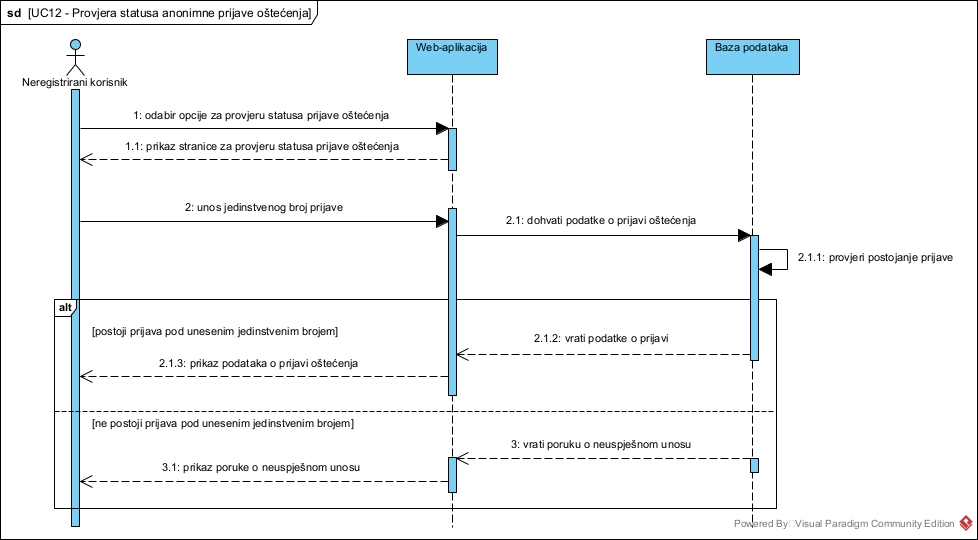 sd [UC12 - Provjera statusa anonimne prijave oštećenja]
Neregistrirani korisnik
Web-aplikacija
Baza podataka
1: odabir opcije za provjeru statusa prijave oštećenja
1.1: prikaz stranice za provjeru statusa prijave oštećenja
2: unos jedinstvenog broj prijave
2.1: dohvati podatke o prijavi oštećenja
2.1.1: provjeri postojanje prijave
alt
[postoji prijava pod unesenim jedinstvenim brojem]
2.1.2: vrati podatke o prijavi
2.1.3: prikaz podataka o prijavi oštećenja
[ne postoji prijava pod unesenim jedinstvenim brojem]
3: vrati poruku o neuspješnom unosu
3.1: prikaz poruke o neuspješnom unosu
Powered By Visual Paradigm Community Edition